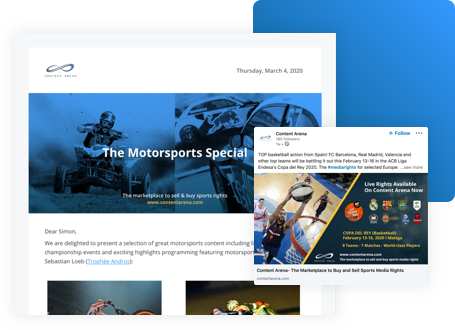 CONTENT ARENA
Thursday, March 4, 2020
The Motorsports Special
The marketplace to sell & buy sports rights
www.contentarena.com
Dear Simon,
We are delighted to present a selection of great motorsports content including
championship events and exciting highlights programming featuring motorspor
Sebastian Loeb (Trophée Andros)!
Content Arena
+ Follow
TOP basketball action from Spain! FC Barcelona, Real Madrid, Valencia and
other top teams will be battling it out this February 13-16 in the ACB Liga
Endesa's Copa del Rey 2020. The #mediarights for selected Europe ...see more
Live Rights Available
On Content Arena Now
COPA DEL REY (Basketball)
February 13-16, 2020 I Malaga
8 Teams · 7 Matches · World-class Players
CONTENT ARENA
www.contentarena.com
The marketplace to sell & buy sports media rights
Content Arena- The Marketplace to Buy and Sell Sports Media Rights
contentarena.com